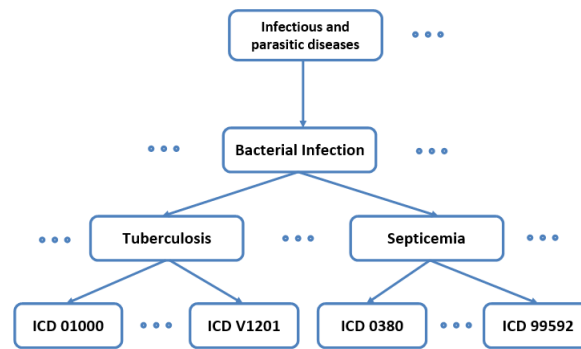 Infectious and
parasitic diseases
Bacterial Infection
Tuberculosis
Septicemia
ICD 01000
ICD V1201
ICD 0380
ICD 99592